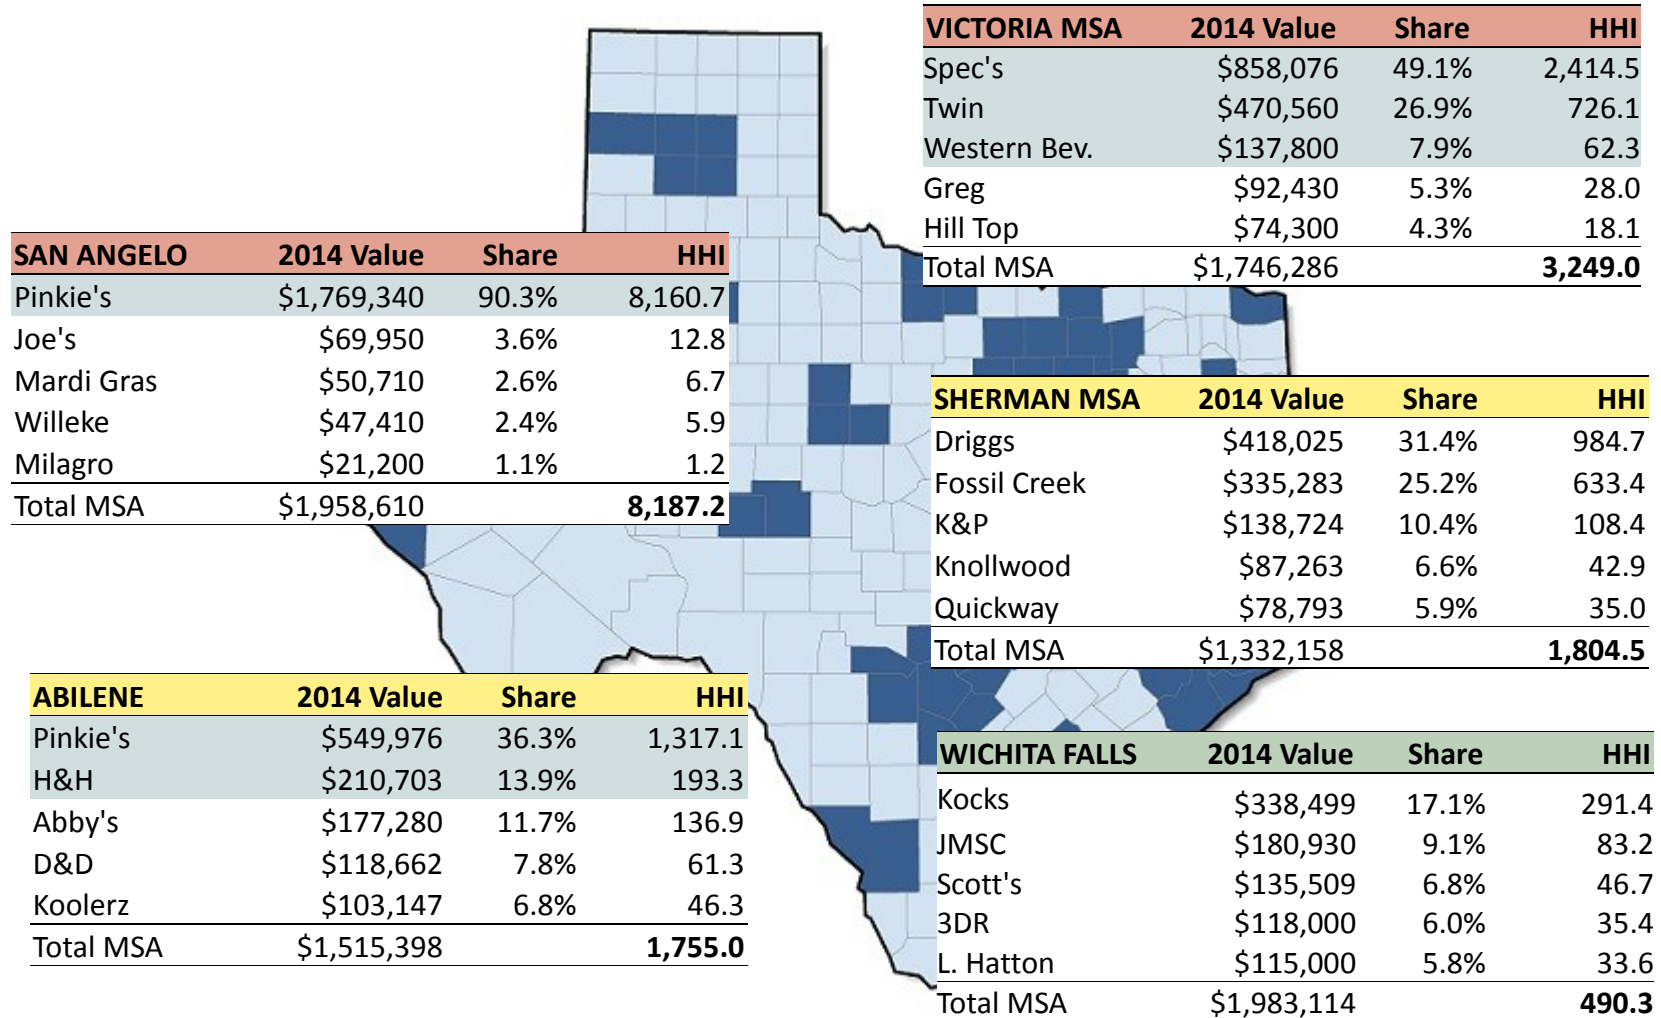 VICTORIA MSA 2014 Value Share HHI
Spec's $858,076 49.1% 2,414.5
Twin $470,560 26.9% 726.1
Western Bev. $137,800 7.9% 62.3
Greg $92,430 5.3% 28.0
Hill Top $74,300 4.3% 18.1
Total MSA $1,746,286 3,249.0
SAN ANGELO 2014 Value Share HHI
Pinkie's $1,769,340 90.3% 8,160.7
Joe's $69,950 3.6% 12.8
Mardi Gras $50,710 2.6% 6.7
Willeke $47,410 2.4% 5.9
Milagro $21,200 1.1% 1.2
Total MSA $1,958,610 8,187.2
SHERMAN MSA 2014 Value Share HHI
Driggs $418,025 31.4% 984.7
Fossil Creek $335,283 25.2% 633.4
K&P $138,724 10.4% 108.4
Knollwood $87,263 6.6% 42.9
Quickway $78,793 5.9% 35.0
Total MSA $1,332,158 1,804.5
ABILENE 2014 Value Share HHI
Pinkie's $549,976 36.3% 1,317.1
H&H $210,703 13.9% 193.3
Abby's $177,280 11.7% 136.9
D&D $118,662 7.8% 61.3
Koolerz $103,147 6.8% 46.3
Total MSA $1,515,398 1,755.0
WICHITA FALLS 2014 Value Share HHI
Kocks $338,499 17.1% 291.4
JMSC $180,930 9.1% 83.2
Scott's $135,509 6.8% 46.7
3DR $118,000 6.0% 35.4
L. Hatton $115,000 5.8% 33.6
Total MSA $1,983,114 490.3